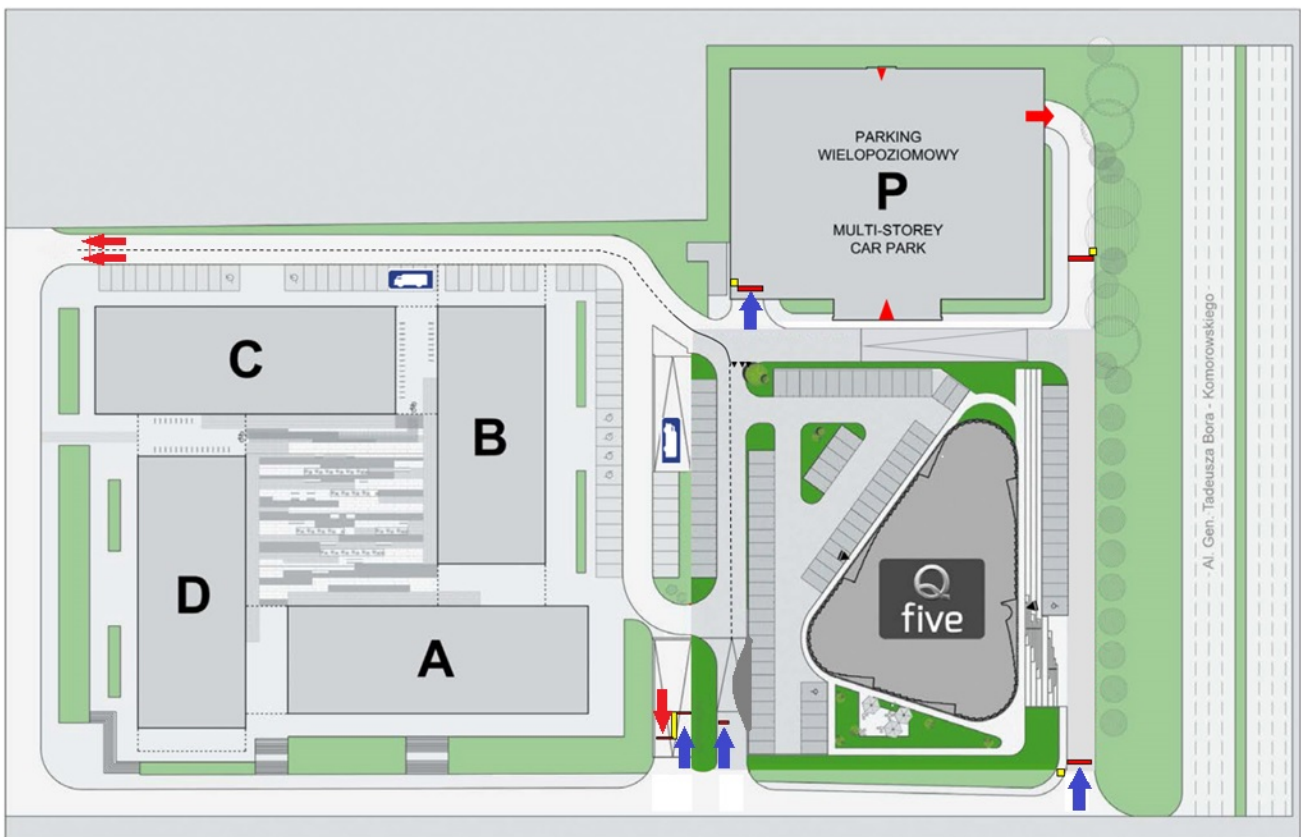 PARKING
WIELOPOZIOMOWY
P
MULTI-STOREY
CAR PARK
C
B
D
A
Q
five
Al. Gen. Tadeusza Bora - Komorowskiego